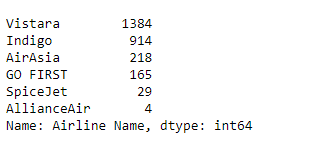 Vistara 1384
Indigo 914
AirAsia 218
GO FIRST 165
SpiceJet 29
AllianceAir 4
Name: Airline Name, dtype: int64